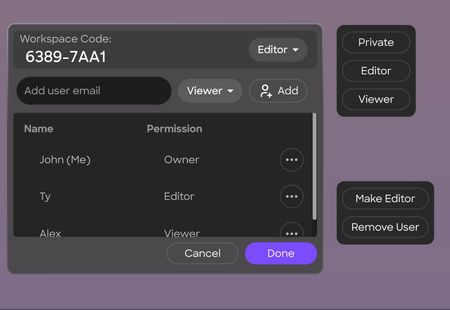 Workspace Code:
6389-7AA1
Editor
Add user email
Viewer
Add
Name Permission
John (Me) Owner
Ty Editor
Alex Viewer
Cancel Done
Private
Editor
Viewer
Make Editor
Remove User